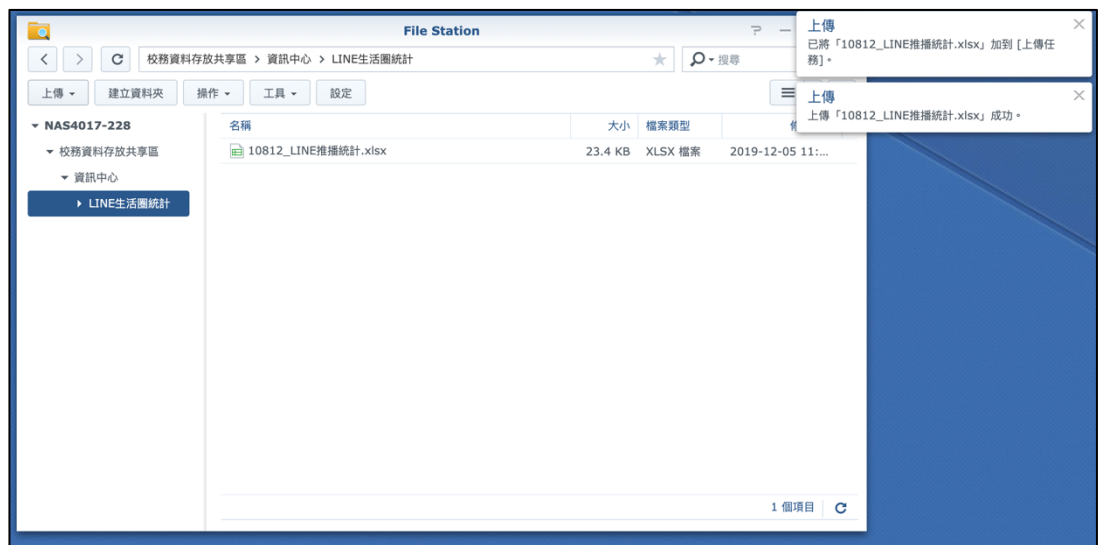 File Station
上傳
已將「10812_LINE推播統計.xlsx」加到 [上傳任
務]。
校務資料存放共享區 > 資訊中心 > LINE生活圈統計
搜尋
上傳
上傳「10812_LINE推播統計.xlsx」成功。
上傳 建立資料夾 操作 工具 設定
NAS4017-228
名稱 大小 檔案類型
校務資料存放共享區
10812_LINE推播統計.xlsx 23.4 KB XLSX 檔案 2019-12-05 11:...
資訊中心
LINE生活圈統計
1 個項目